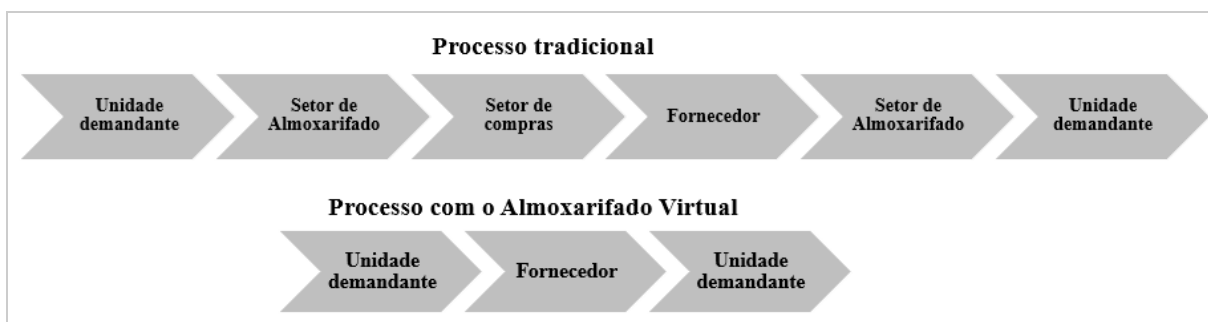 Processo tradicional
Unidade
demandante
Setor de
Almoxarifado
Setor de
compras
Fornecedor
Setor de
Almoxarifado
Unidade
demandante
Processo com o Almoxarifado Virtual
Unidade
demandante
Fornecedor
Unidade
demandante